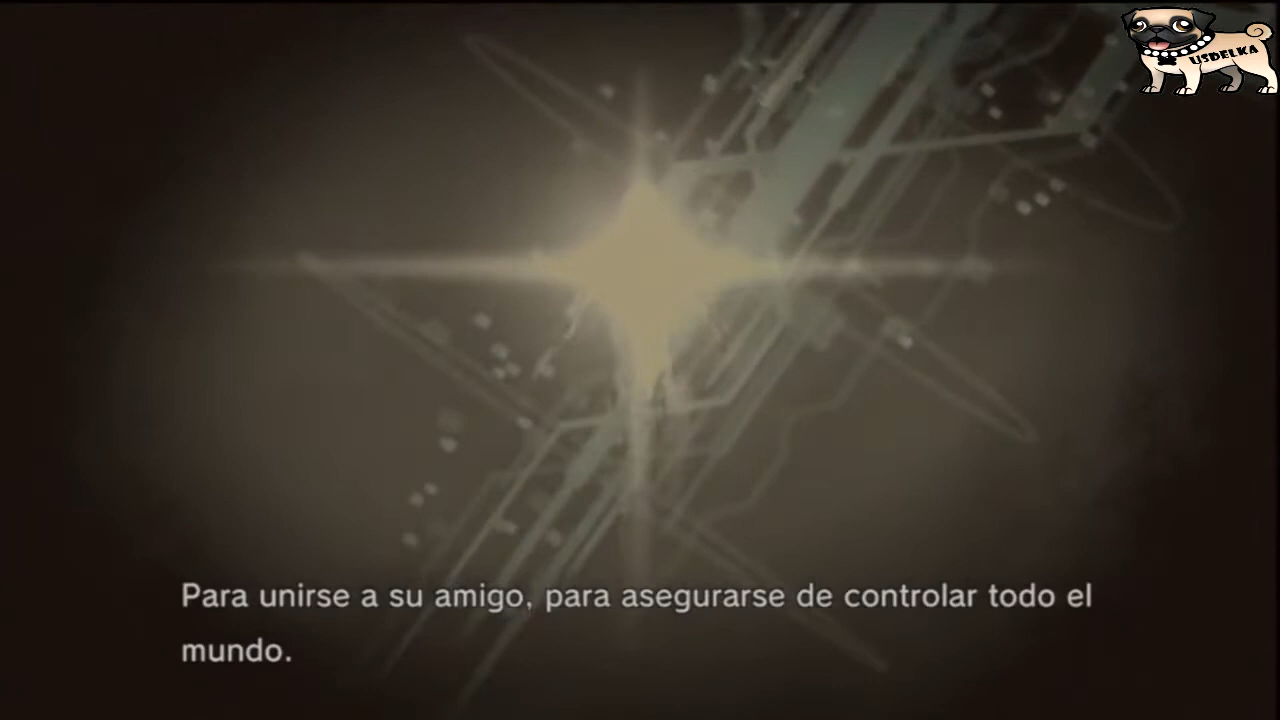 USDELKA
Para unirse a su amigo, para asegurarse de controlar todo el
mundo.